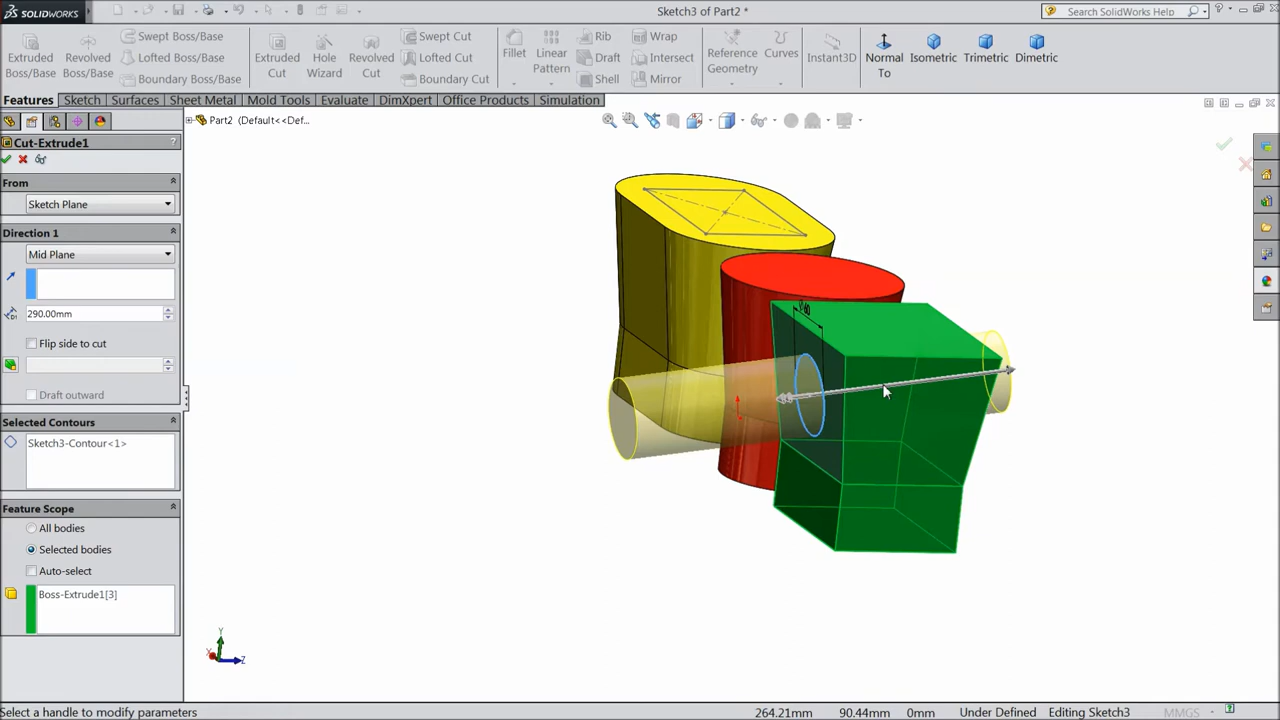 SOLIDWORKS
Sketch3 of Part2 *
Search SolidWorks Help
Extruded Boss/Base
Revolved Boss/Base
Swept Boss/Base
Lofted Boss/Base
Boundary Boss/Base
Extruded Cut
Hole Wizard
Revolved Cut
Swept Cut
Lofted Cut
Boundary Cut
Fillet
Linear Pattern
Rib
Draft
Shell
Wrap
Intersect
Mirror
Reference Geometry
Curves
Instant3D
Normal To
Isometric
Trimetric
Dimetric
Features Sketch Surfaces Sheet Metal Mold Tools Evaluate DimXpert Office Products Simulation
Part2 (Default<<Def...
Cut-Extrude1
?
From
Sketch Plane
Direction 1
Mid Plane
290.00mm
Flip side to cut
Draft outward
Selected Contours
Sketch3-Contour<1>
Feature Scope
All bodies
Selected bodies
Auto-select
Boss-Extrude1[3]
Y
X
Z
Select a handle to modify parameters
264.21mm 90.44mm 0mm Under Defined Editing Sketch3 MMGS